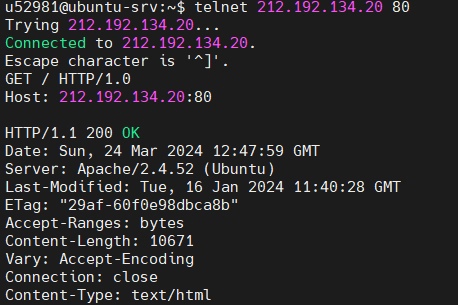 u52981@ubuntu-srv:~$ telnet 212.192.134.20 80
Trying 212.192.134.20...
Connected to 212.192.134.20.
Escape character is '^]'.
GET / HTTP/1.0
Host: 212.192.134.20:80

HTTP/1.1 200 OK
Date: Sun, 24 Mar 2024 12:47:59 GMT
Server: Apache/2.4.52 (Ubuntu)
Last-Modified: Tue, 16 Jan 2024 11:40:28 GMT
ETag: "29af-60f0e98dbca8b"
Accept-Ranges: bytes
Content-Length: 10671
Vary: Accept-Encoding
Connection: close
Content-Type: text/html